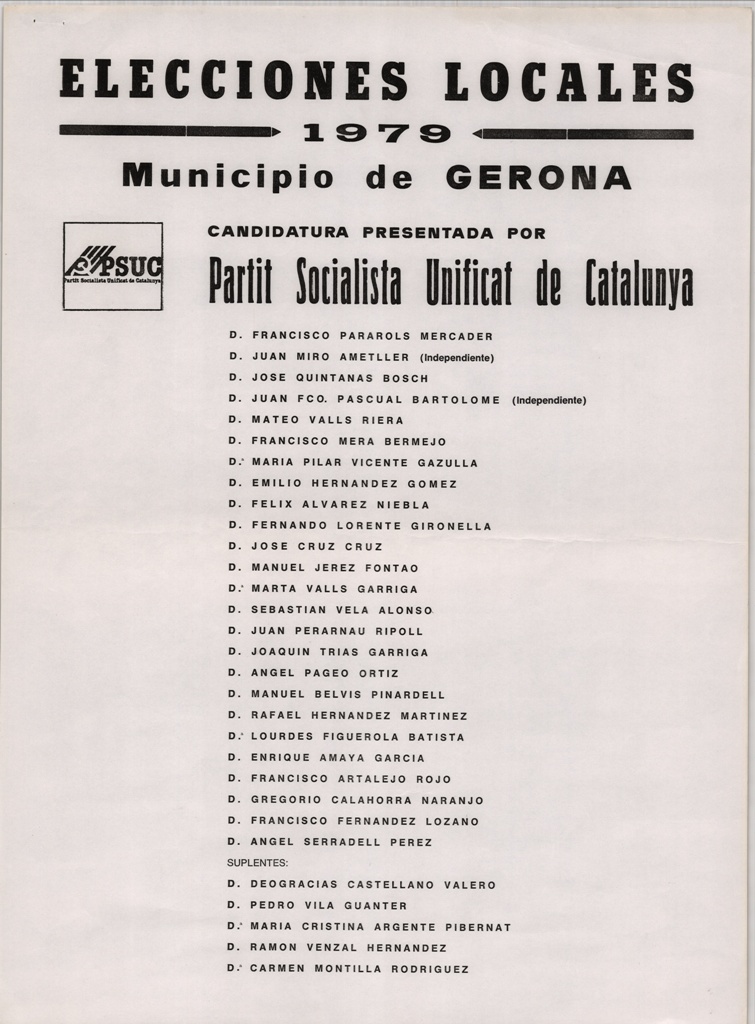 ELECCIONES LOCALES
1979
Municipio de GERONA
PSUC
Partit Socialista Unificat de Catalunya
CANDIDATURA PRESENTADA POR
Partit Socialista Unificat de Catalunya
D. FRANCISCO PARAROLS MERCADER
D. JUAN MIRO AMETLLER (Independiente)
D. JOSE QUINTANAS BOSCH
D. JUAN FCO. PASCUAL BARTOLOME (Independiente)
D. MATEO VALLS RIERA
D. FRANCISCO MERA BERMEJO
D.ª MARIA PILAR VICENTE GAZULLA
D. EMILIO HERNANDEZ GOMEZ
D. FELIX ALVAREZ NIEBLA
D. FERNANDO LORENTE GIRONELLA
D. JOSE CRUZ CRUZ
D. MANUEL JEREZ FONTAO
D.ª MARTA VALLS GARRIGA
D. SEBASTIAN VELA ALONSO
D. JUAN PERARNAU RIPOLL
D. JOAQUIN TRIAS GARRIGA
D. ANGEL PAGEO ORTIZ
D. MANUEL BELVIS PINARDELL
D. RAFAEL HERNANDEZ MARTINEZ
D.ª LOURDES FIGUEROLA BATISTA
D. ENRIQUE AMAYA GARCIA
D. FRANCISCO ARTALEJO ROJO
D. GREGORIO CALAHORRA NARANJO
D. FRANCISCO FERNANDEZ LOZANO
D. ANGEL SERRADELL PEREZ
SUPLENTES:
D. DEOGRACIAS CASTELLANO VALERO
D. PEDRO VILA GUANTER
D.ª MARIA CRISTINA ARGENTE PIBERNAT
D. RAMON VENZAL HERNANDEZ
D.ª CARMEN MONTILLA RODRIGUEZ